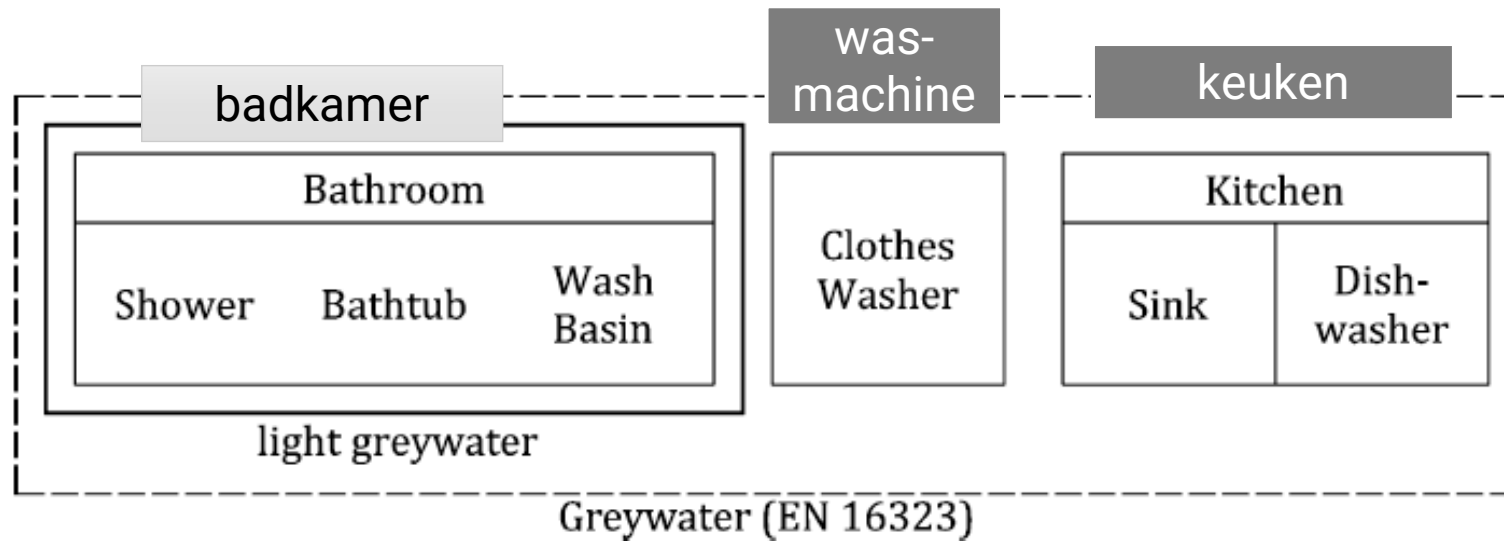 badkamer
was-
machine
keuken
Bathroom
Shower
Bathtub
Wash
Basin
light greywater
Clothes
Washer
Kitchen
Sink
Dish-
washer
Greywater (EN 16323)